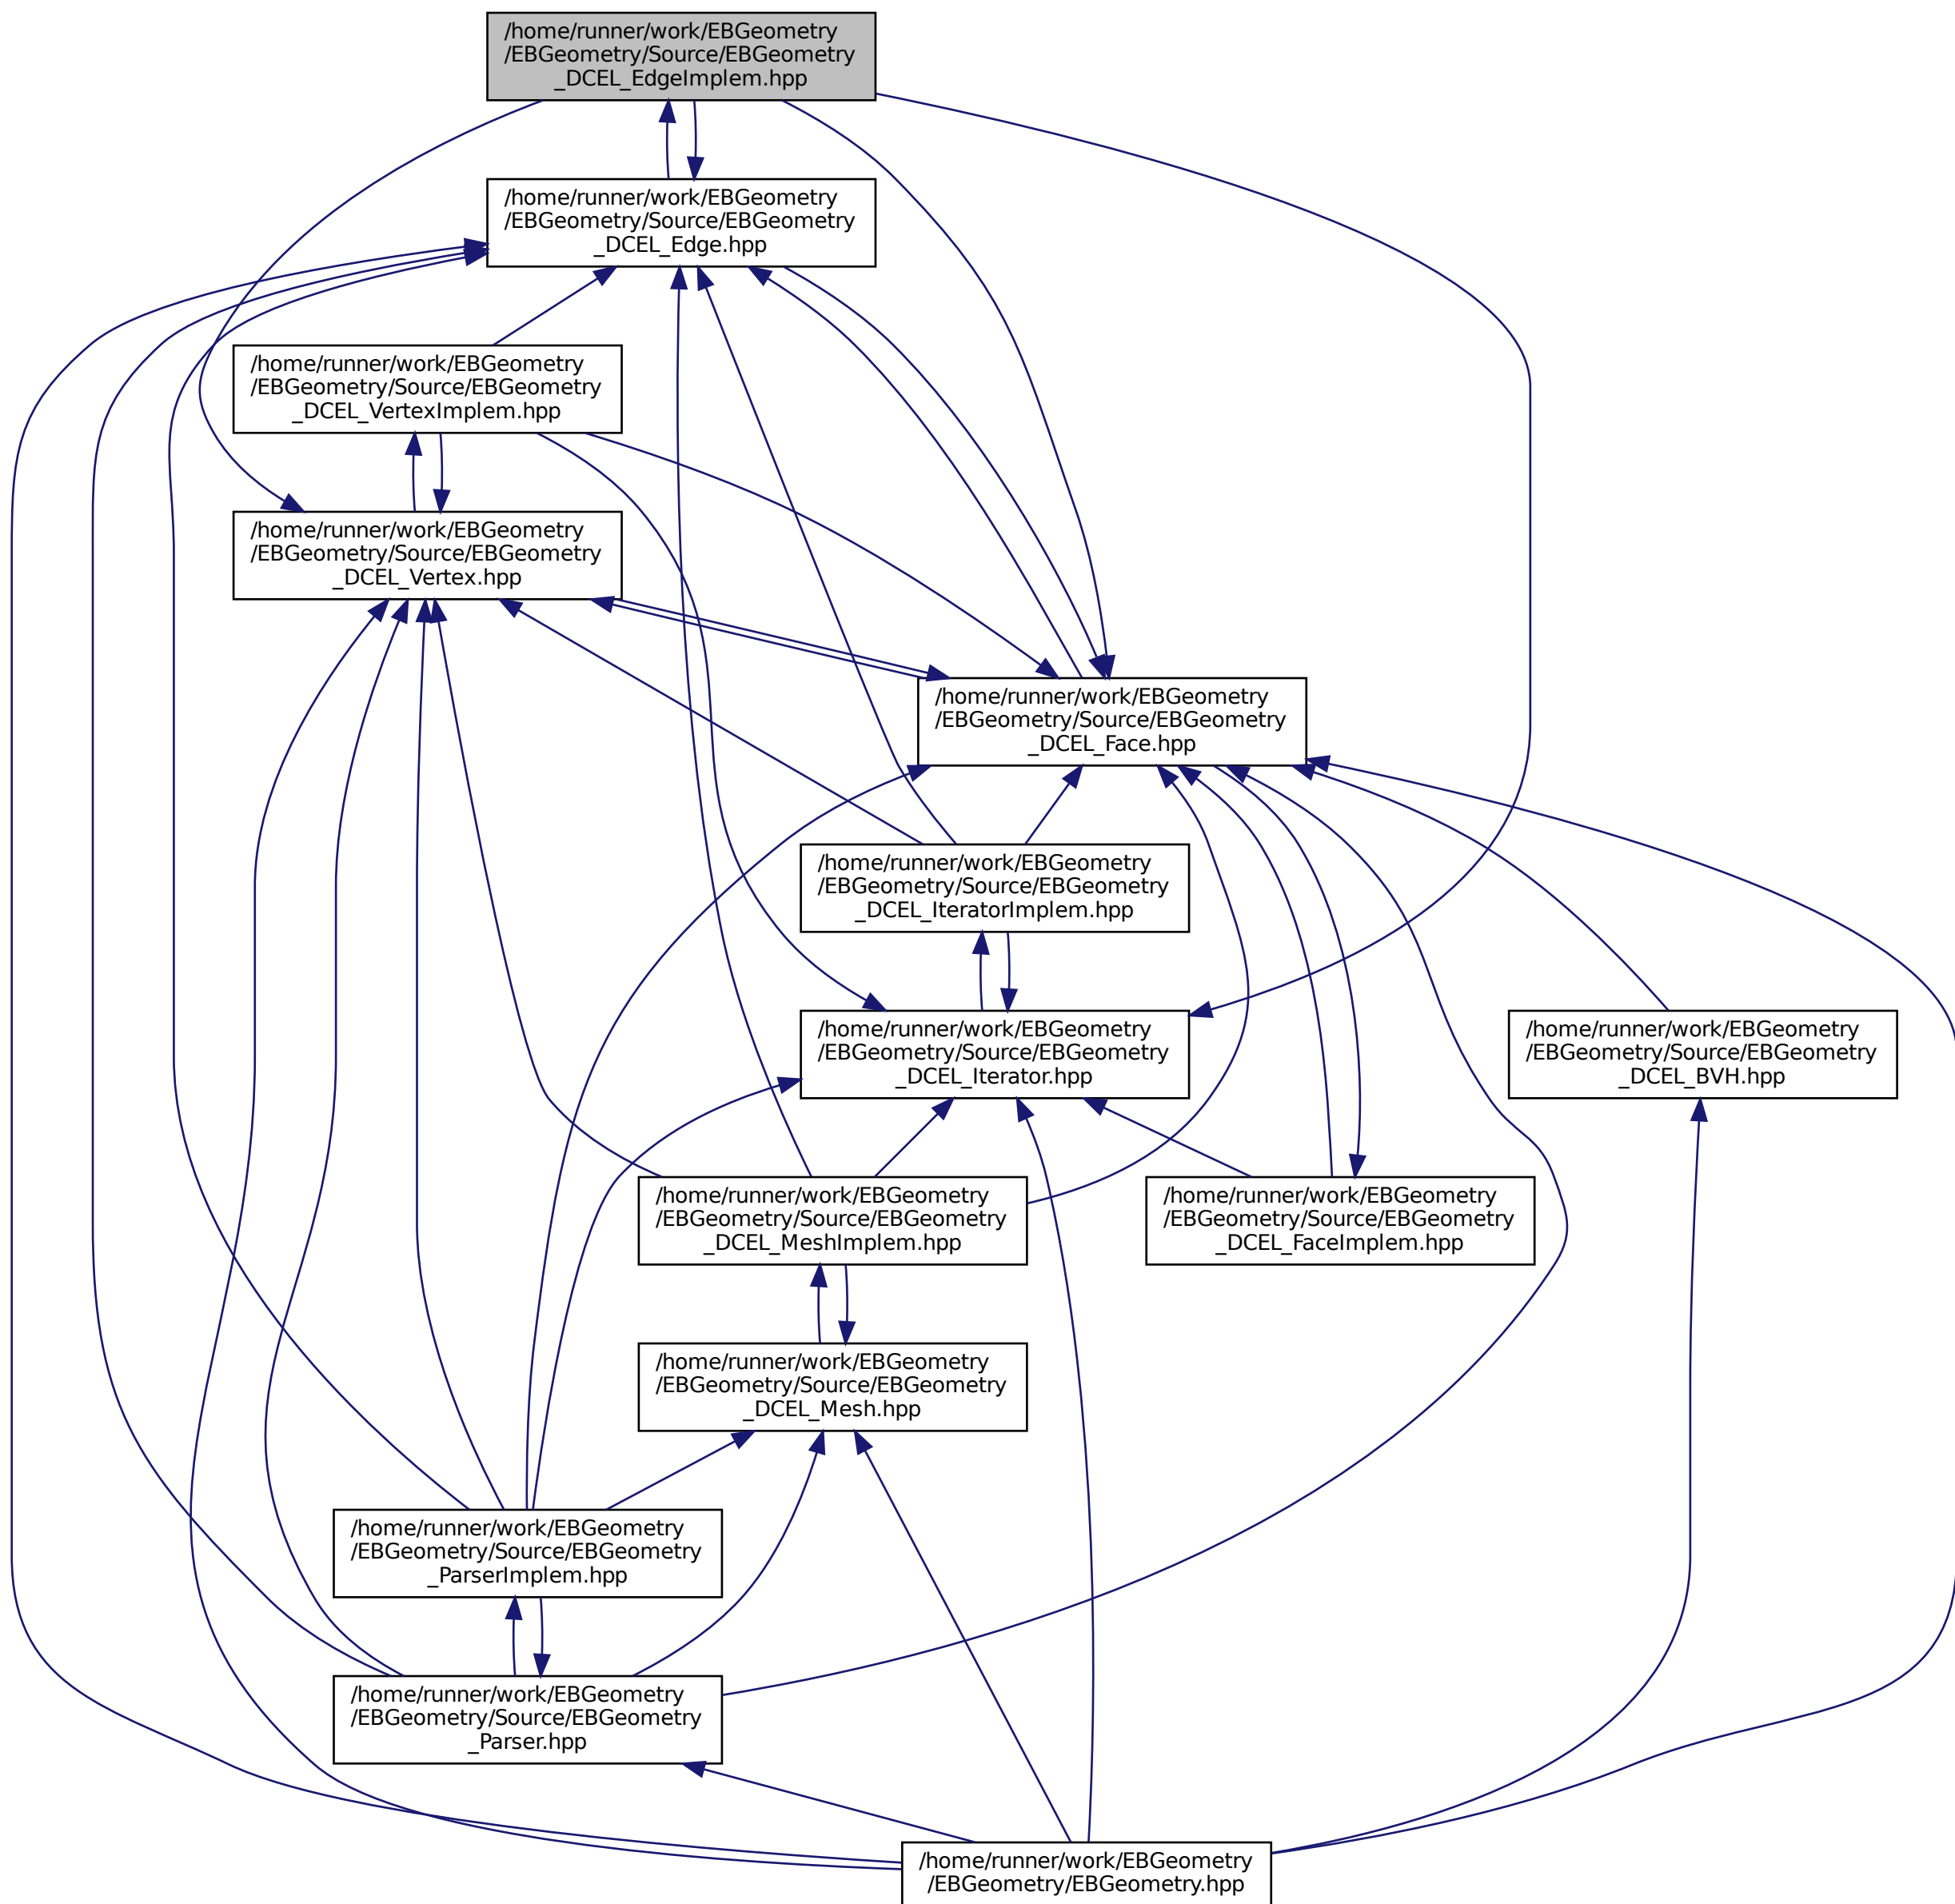 /home/runner/work/EBGeometry
/EBGeometry/Source/EBGeometry
_DCEL_EdgeImplem.hpp
/home/runner/work/EBGeometry
/EBGeometry/Source/EBGeometry
_DCEL_Edge.hpp
/home/runner/work/EBGeometry
/EBGeometry/Source/EBGeometry
_DCEL_VertexImplem.hpp
/home/runner/work/EBGeometry
/EBGeometry/Source/EBGeometry
_DCEL_Vertex.hpp
/home/runner/work/EBGeometry
/EBGeometry/Source/EBGeometry
_DCEL_Face.hpp
/home/runner/work/EBGeometry
/EBGeometry/Source/EBGeometry
_DCEL_IteratorImplem.hpp
/home/runner/work/EBGeometry
/EBGeometry/Source/EBGeometry
_DCEL_Iterator.hpp
/home/runner/work/EBGeometry
/EBGeometry/Source/EBGeometry
_DCEL_BVH.hpp
/home/runner/work/EBGeometry
/EBGeometry/Source/EBGeometry
_DCEL_MeshImplem.hpp
/home/runner/work/EBGeometry
/EBGeometry/Source/EBGeometry
_DCEL_FaceImplem.hpp
/home/runner/work/EBGeometry
/EBGeometry/Source/EBGeometry
_DCEL_Mesh.hpp
/home/runner/work/EBGeometry
/EBGeometry/Source/EBGeometry
_ParserImplem.hpp
/home/runner/work/EBGeometry
/EBGeometry/Source/EBGeometry
_Parser.hpp
/home/runner/work/EBGeometry
/EBGeometry/EBGeometry.hpp